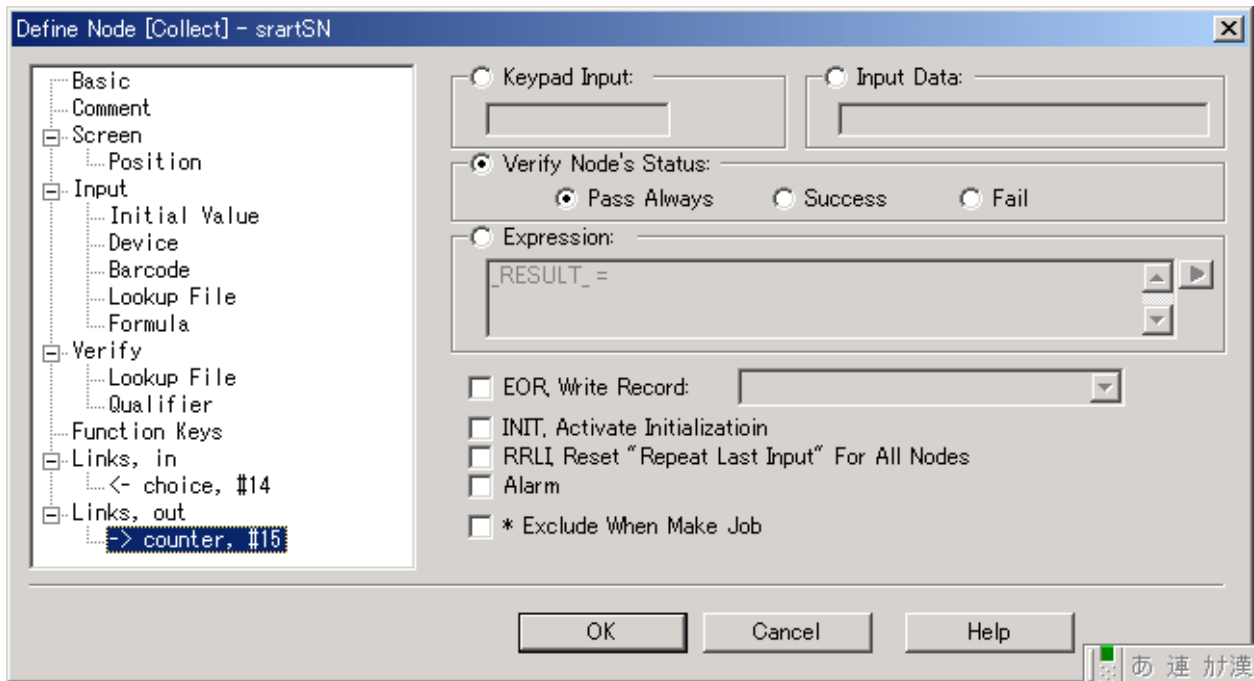 Define Node [Collect] - srartSN
Basic
Comment
Screen
Position
Input
Initial Value
Device
Barcode
Lookup File
Formula
Verify
Lookup File
Qualifier
Function Keys
Links, in
<- choice, #14
Links, out
-> counter, #15
Keypad Input:
Input Data:
Verify Node's Status:
Pass Always Success Fail
Expression:
_RESULT_ =
EOR, Write Record:
INIT, Activate Initializatioin
RRLI, Reset "Repeat Last Input" For All Nodes
Alarm
* Exclude When Make Job
OK Cancel Help
あ 連 ｶﾅ漢